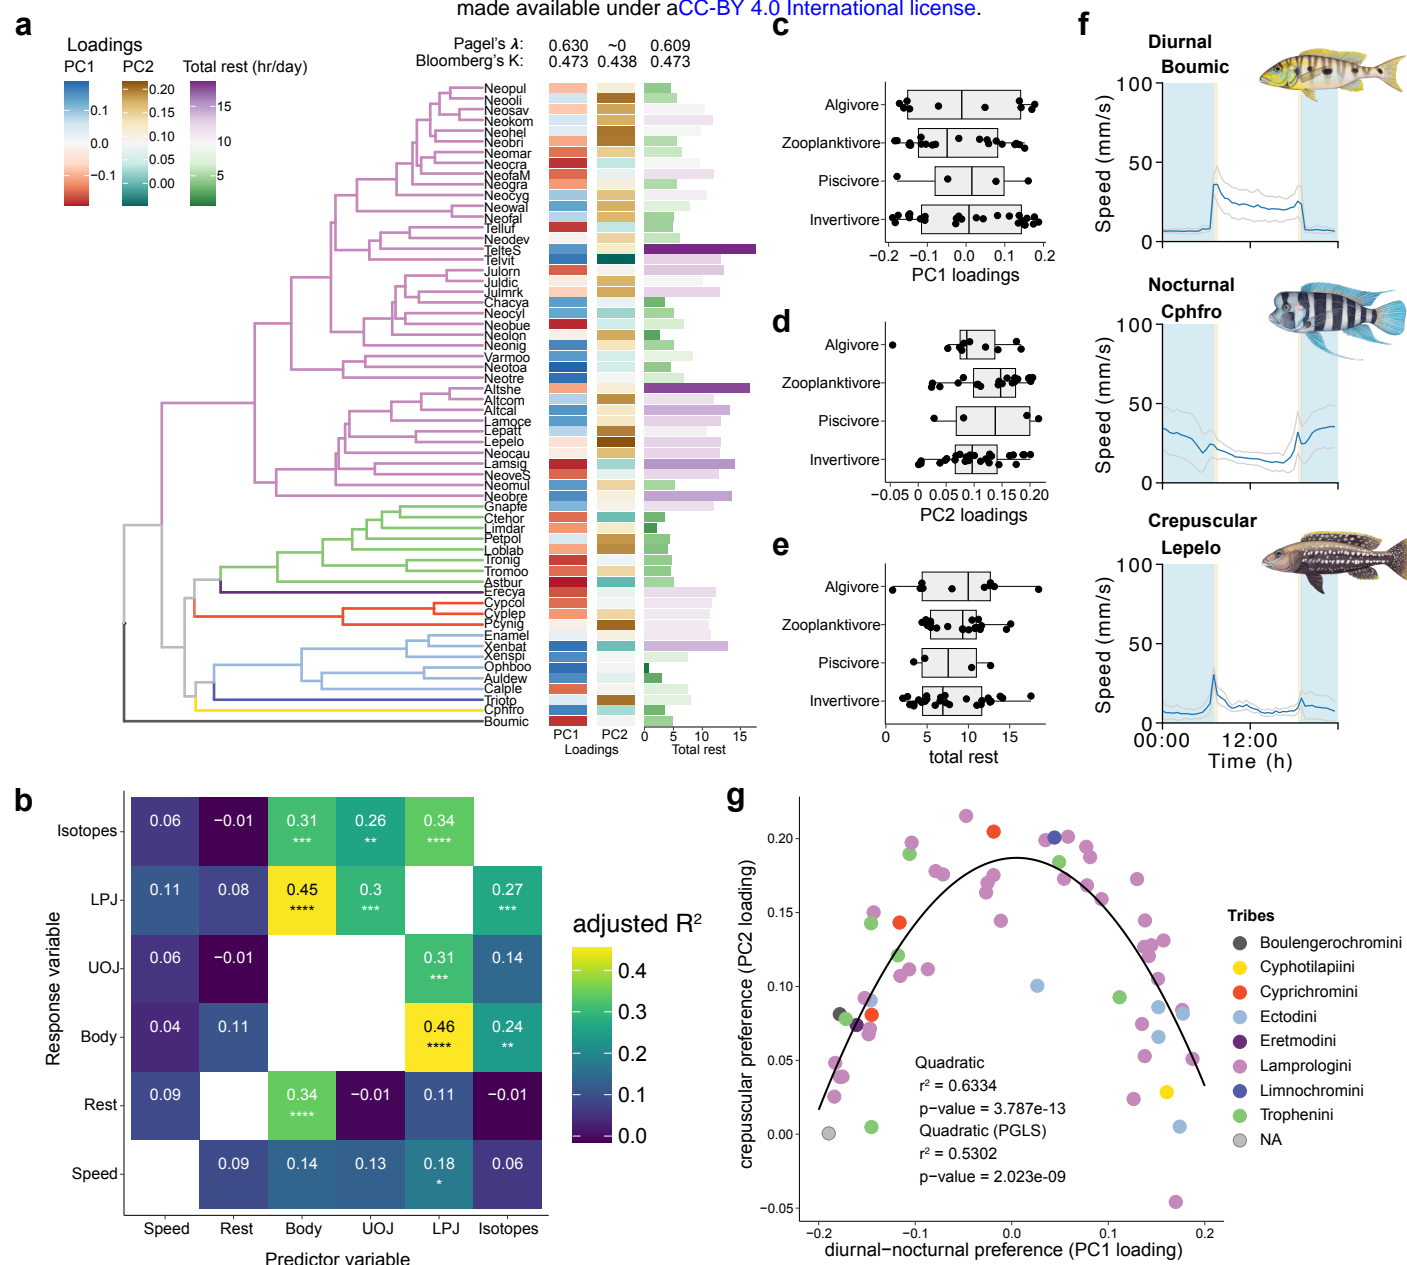 made available under aCC-BY 4.0 International license.
a
Loadings
PC1
PC2
Total rest (hr/day)
0.1
0.0
−0.1
0.20
0.15
0.10
0.05
0.00
15
10
5
Pagel's λ: 0.630 ~0 0.609
Bloomberg's K: 0.473 0.438 0.473
Neopul
Neooli
Neosav
Neokom
Neohel
Neobri
Neomar
Neocra
NeofaM
Neogra
Neocyg
Neowal
Neofal
Telluf
Neodev
TelteS
Telvit
Julorn
Juldic
Julmrk
Chacya
Neocyl
Neobue
Neolon
Neonig
Varmoo
Neotoa
Neotre
Altshe
Altcom
Altcal
Lamoce
Lepatt
Lepelo
Neocau
Lamsig
NeoveS
Neomul
Neobre
Gnapfe
Ctehor
Limdar
Petpol
Loblab
Tronig
Tromoo
Astbur
Erecya
Cypcol
Cyplep
Pcynig
Enamel
Xenbat
Xenspi
Ophboo
Auldew
Calple
Trioto
Cphfro
Boumic
PC1 PC2 0 5 10 15
Loadings Total rest
c
Algivore
Zooplanktivore
Piscivore
Invertivore
−0.2 −0.1 0.0 0.1 0.2
PC1 loadings
d
Algivore
Zooplanktivore
Piscivore
Invertivore
−0.05 0 0.05 0.10 0.15 0.20
PC2 loadings
e
Algivore
Zooplanktivore
Piscivore
Invertivore
0 5 10 15
total rest
f
Diurnal
Boumic
100
50
0
Speed (mm/s)
Nocturnal
Cphfro
100
50
0
Speed (mm/s)
Crepuscular
Lepelo
100
50
0
Speed (mm/s)
00:00 12:00
Time (h)
b
Response variable
Isotopes 0.06 −0.01 0.31 0.26 0.34
*** ** ****
LPJ 0.11 0.08 0.45 0.3 0.27
**** *** ***
UOJ 0.06 −0.01 0.31 0.14
***
Body 0.04 0.11 0.46 0.24
**** **
Rest 0.09 0.34 −0.01 0.11 −0.01
****
Speed 0.09 0.14 0.13 0.18 0.06
*
Speed Rest Body UOJ LPJ Isotopes
Predictor variable
adjusted R²
0.4
0.3
0.2
0.1
0.0
g
crepuscular preference (PC2 loading)
0.20
0.15
0.10
0.05
0.00
−0.05
Quadratic
r² = 0.6334
p−value = 3.787e-13
Quadratic (PGLS)
r² = 0.5302
p−value = 2.023e-09
−0.2 −0.1 0.0 0.1 0.2
diurnal−nocturnal preference (PC1 loading)
Tribes
Boulengerochromini
Cyphotilapiini
Cyprichromini
Ectodini
Eretmodini
Lamprologini
Limnochromini
Trophenini
NA